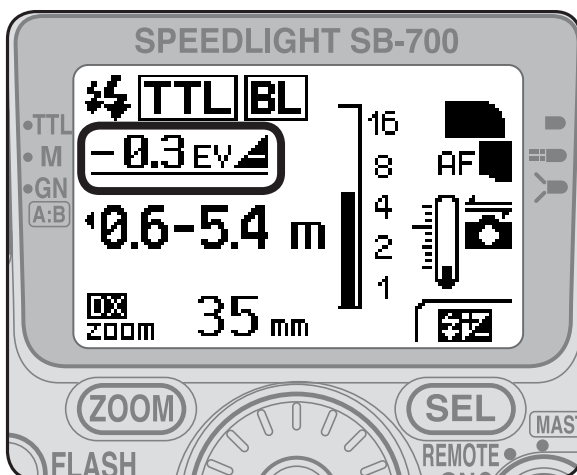 SPEEDLIGHT SB-700
TTL BL
•TTL
• M
•GN
A:B
– 0.3 EV
0.6–5.4 m
DX
zoom 35 mm
16
8
4
2
1
AF
ZOOM
SEL
FLASH
REMOTE